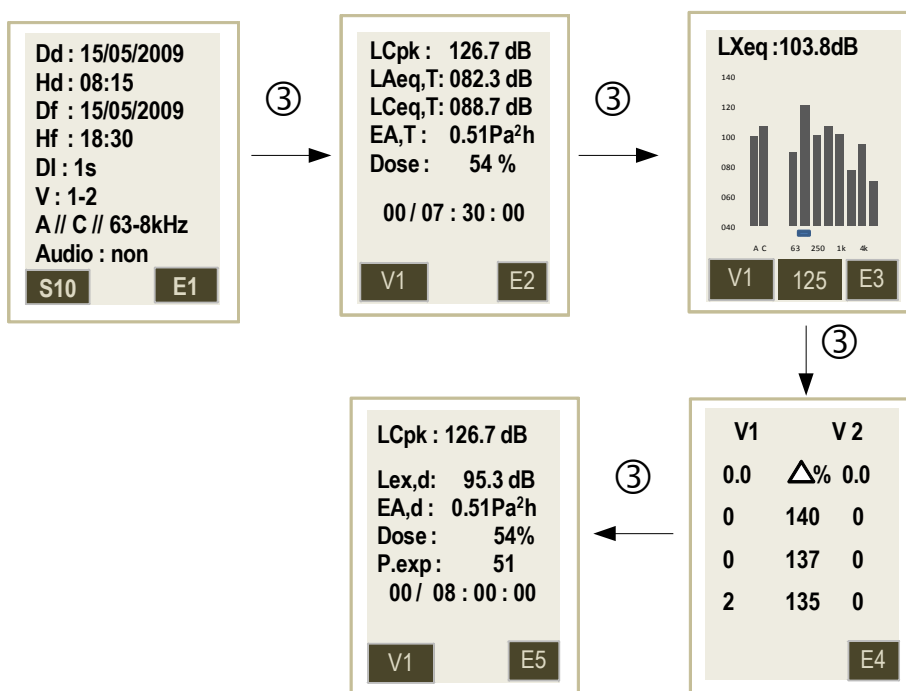 Dd : 15/05/2009
Hd : 08:15
Df : 15/05/2009
Hf : 18:30
DI : 1s
V : 1-2
A // C // 63-8kHz
Audio : non
S10 E1
③
LCpk : 126.7 dB
LAeq,T: 082.3 dB
LCeq,T: 088.7 dB
EA,T : 0.51Pa²h
Dose : 54 %
00 / 07 : 30 : 00
V1 E2
③
LXeq :103.8dB
140
120
100
080
060
040
A C 63 250 1k 4k
V1 125 E3
③
V1 V 2
0.0 △% 0.0
0 140 0
0 137 0
2 135 0
E4
③
LCpk : 126.7 dB
Lex,d: 95.3 dB
EA,d : 0.51Pa²h
Dose : 54%
P.exp : 51
00 / 08 : 00 : 00
V1 E5